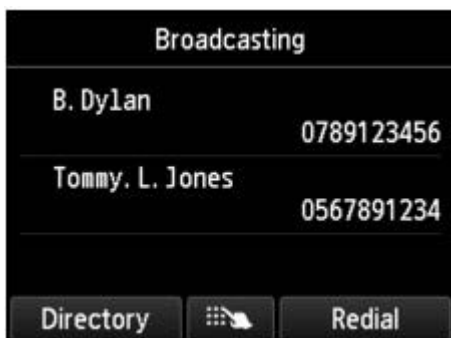 Broadcasting
B. Dylan
0789123456
Tommy. L. Jones
0567891234
Directory Redial